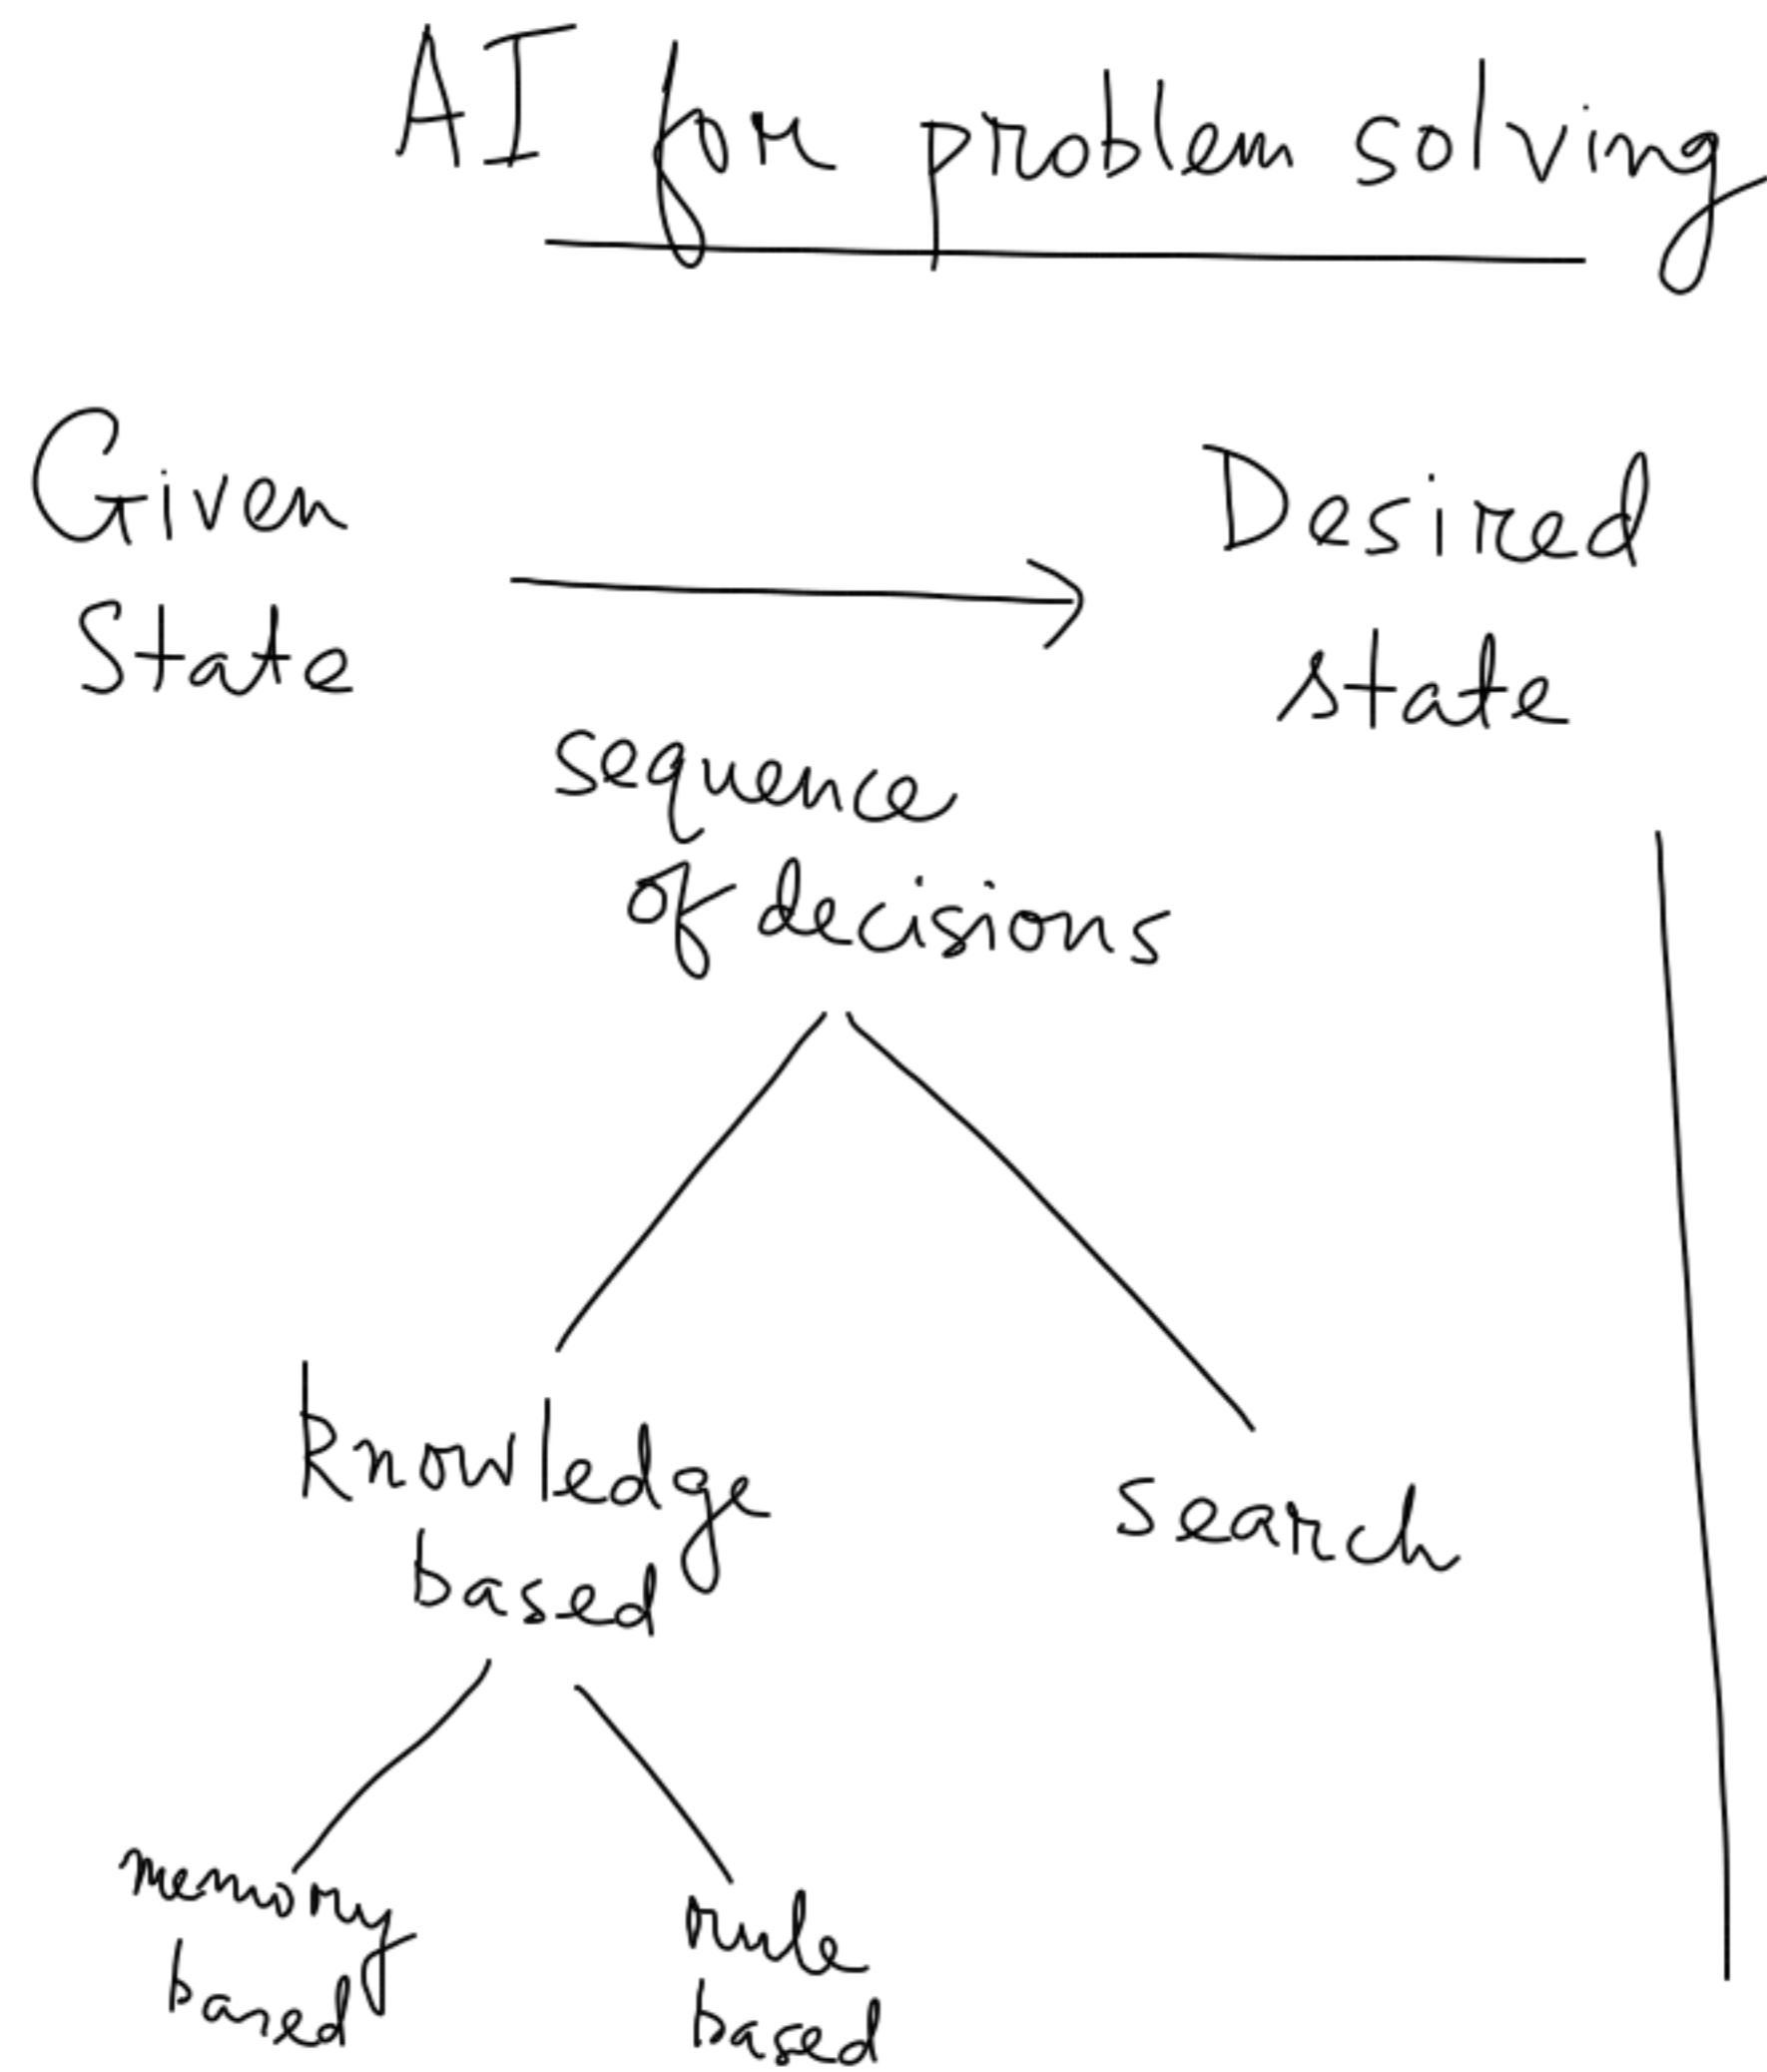 AI for problem solving
Given
State
Desired
state
sequence
of decisions
knowledge
based
search
memory
based
rule
based